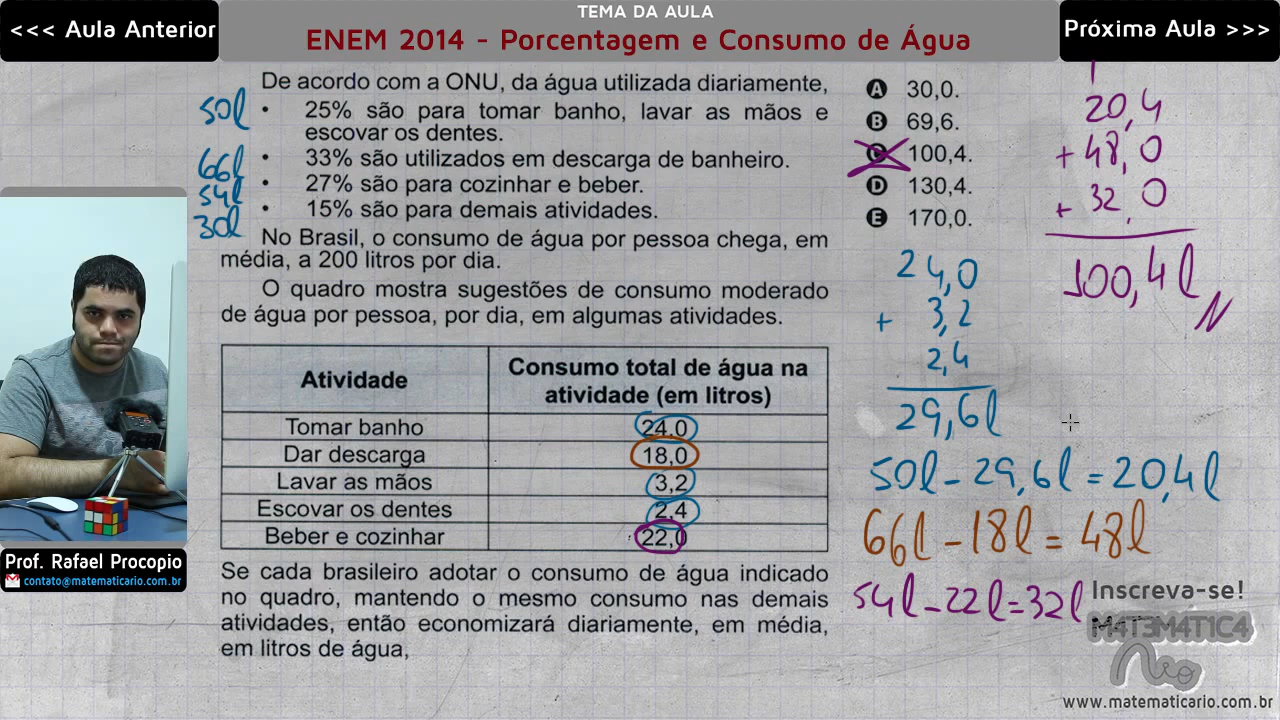 TEMA DA AULA
<<< Aula Anterior
ENEM 2014 - Porcentagem e Consumo de Água
Próxima Aula >>>
De acordo com a ONU, da água utilizada diariamente,
50l • 25% são para tomar banho, lavar as mãos e
escovar os dentes.
66l • 33% são utilizados em descarga de banheiro.
54l • 27% são para cozinhar e beber.
30l • 15% são para demais atividades.
No Brasil, o consumo de água por pessoa chega, em
média, a 200 litros por dia.
O quadro mostra sugestões de consumo moderado
de água por pessoa, por dia, em algumas atividades.
Atividade Consumo total de água na
atividade (em litros)
Tomar banho 24,0
Dar descarga 18,0
Lavar as mãos 3,2
Escovar os dentes 2,4
Beber e cozinhar 22,0
Se cada brasileiro adotar o consumo de água indicado
no quadro, mantendo o mesmo consumo nas demais
atividades, então economizará diariamente, em média,
em litros de água,
A 30,0.
B 69,6.
C 100,4.
D 130,4.
E 170,0.
1
20,4
+ 48,0
+ 32,0
100,4l
24,0
+ 3,2
2,4
29,6l
50l - 29,6l = 20,4l
66l - 18l = 48l
54l - 22l = 32l
Prof. Rafael Procopio
contato@matematicario.com.br
Inscreva-se!
M4T3M4T1C4
Rio
www.matematicario.com.br